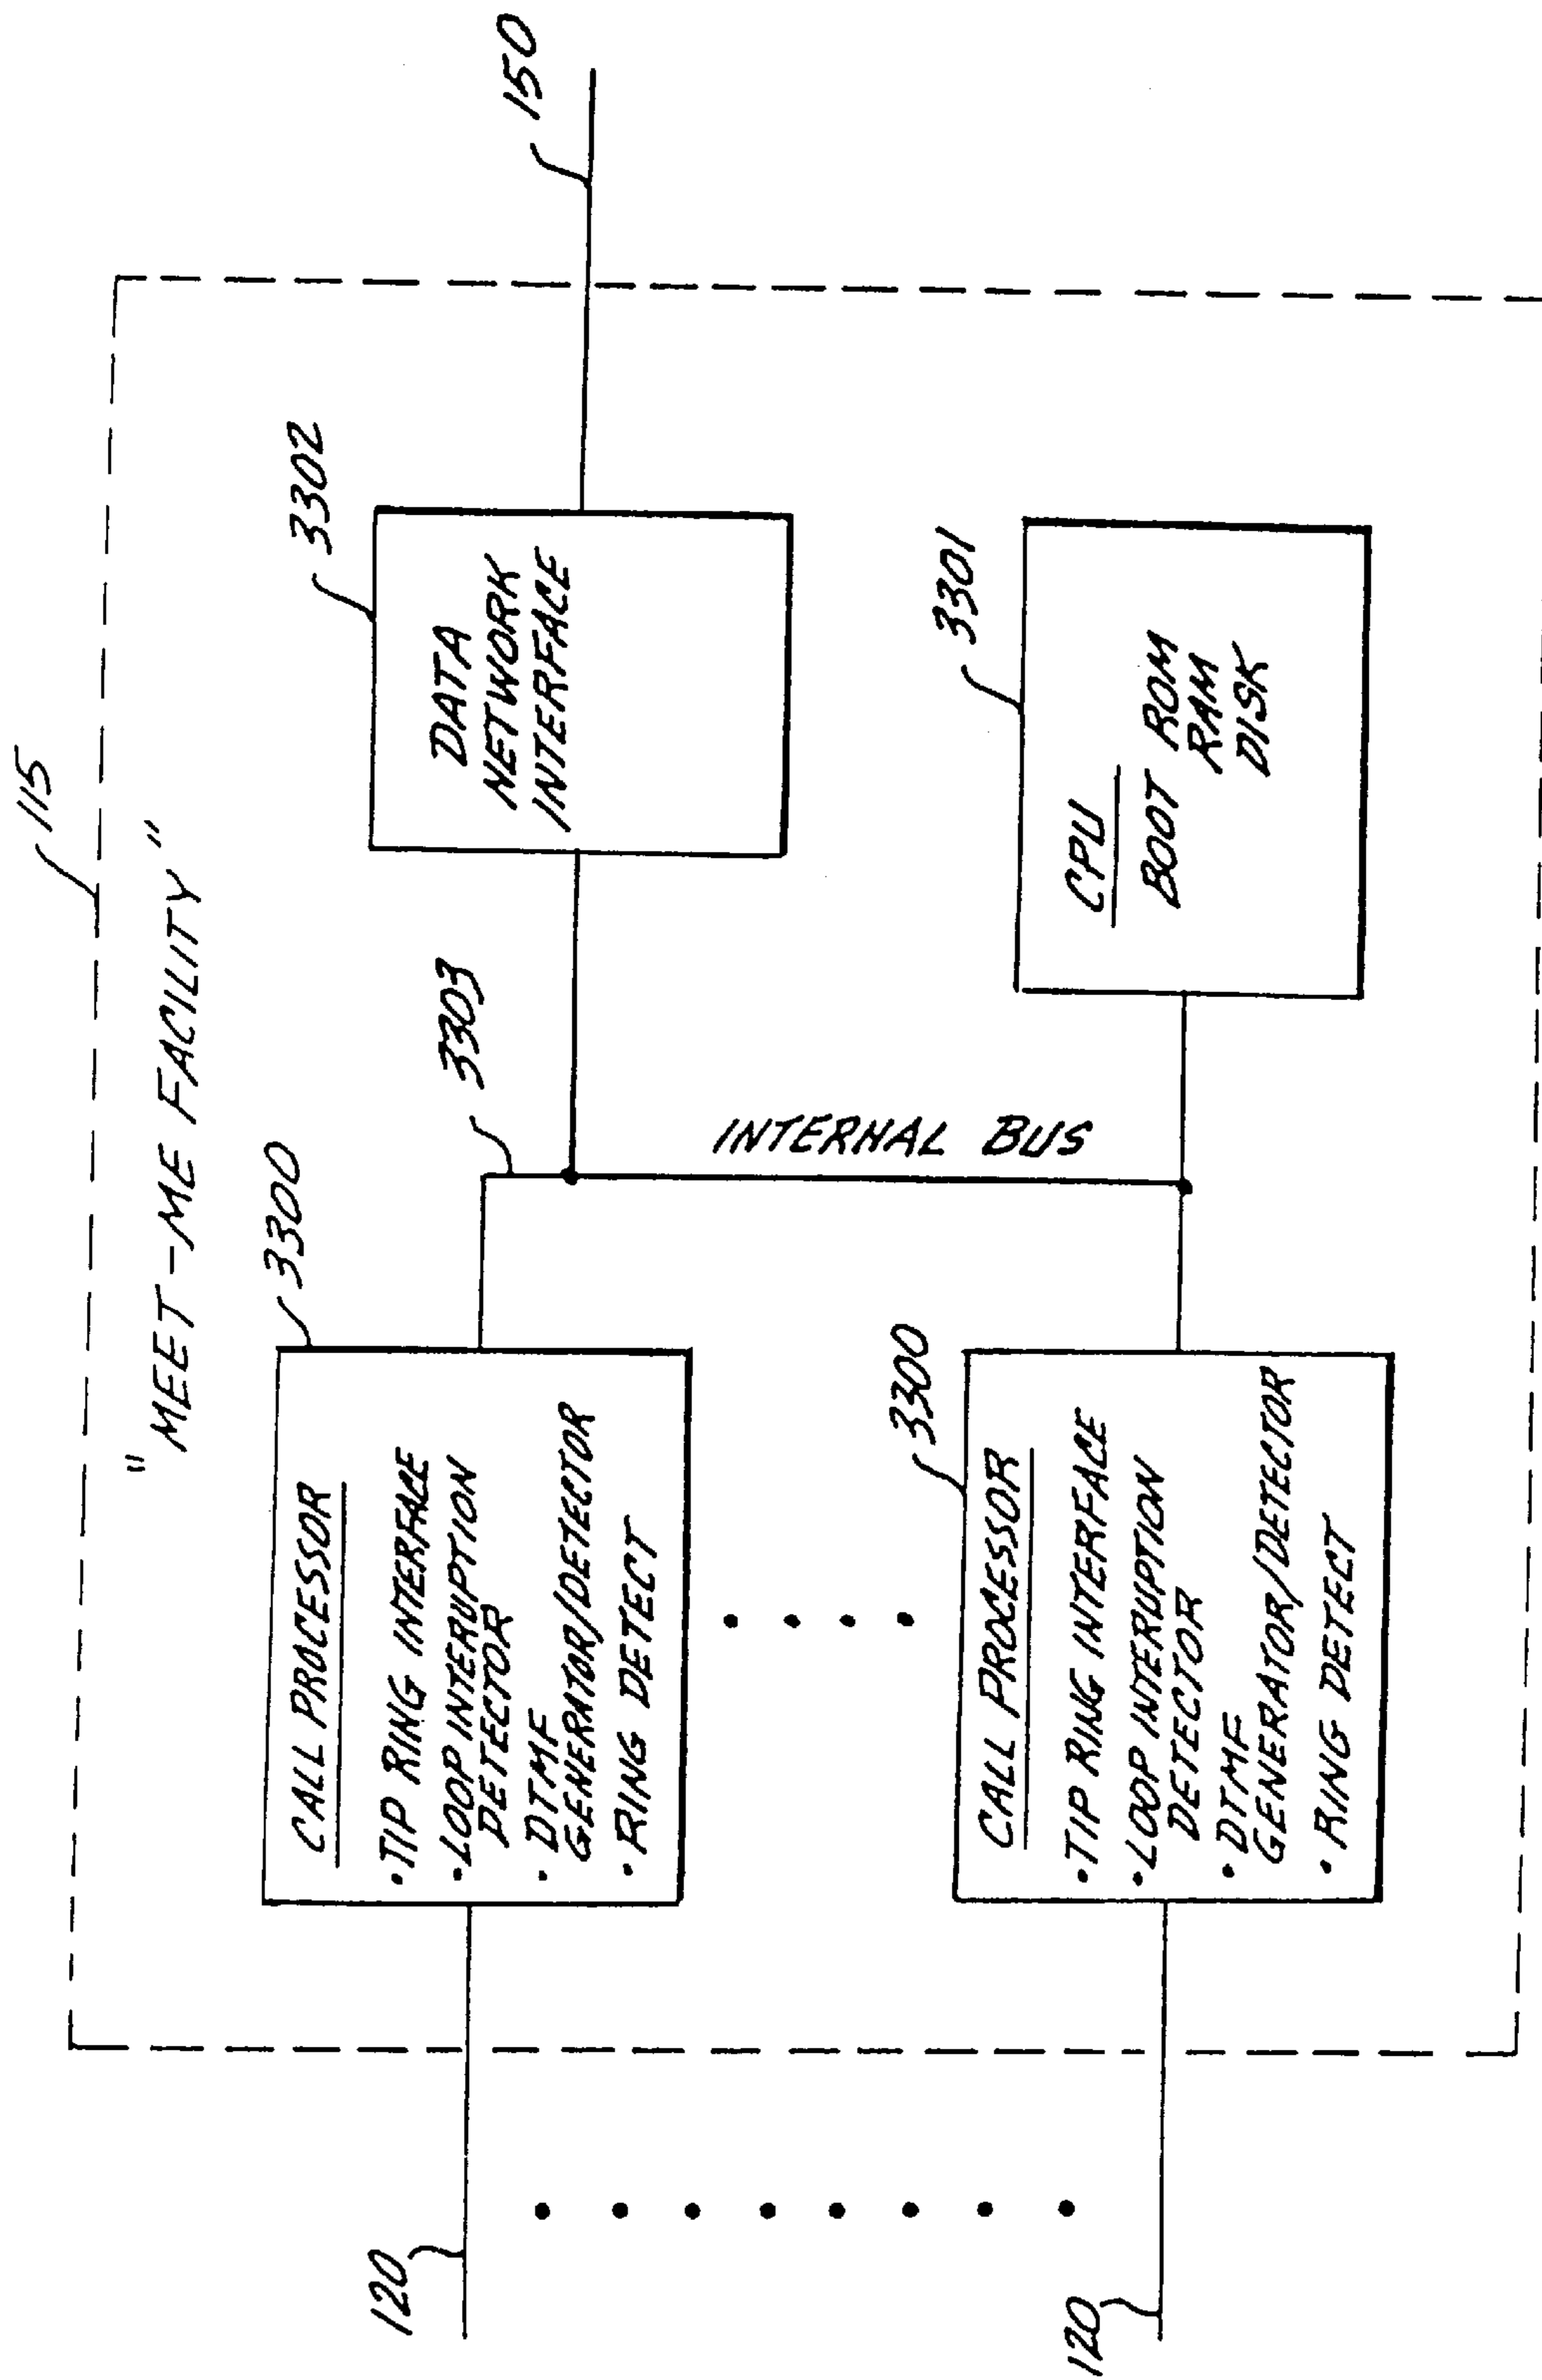 115
"MEET-ME FACILITY"
3300
CALL PROCESSOR
•TIP RING INTERFACE
•LOOP INTERRUPTION
DETECTOR
•DTMF
GENERATOR/DETECTOR
•RING DETECT
120
3303
INTERNAL BUS
3302
DATA
NETWORK
INTERFACE
150
3300
CALL PROCESSOR
•TIP RING INTERFACE
•LOOP INTERRUPTION
DETECTOR
•DTMF
GENERATOR/DETECTOR
•RING DETECT
120
3301
CPU
BOOT ROM
RAM
DISK